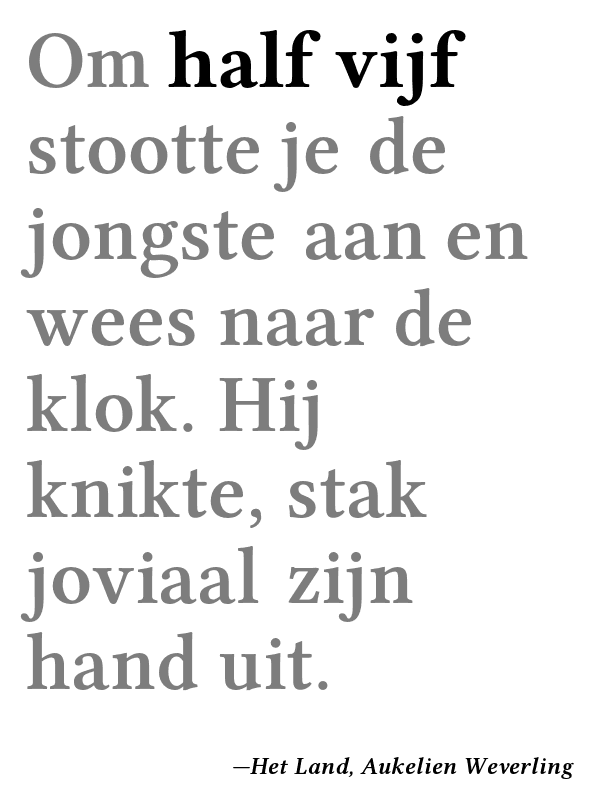 Om half vijf
stootte je de
jongste aan en
wees naar de
klok. Hij
knikte, stak
joviaal zijn
hand uit.
—Het Land, Aukelien Weverling